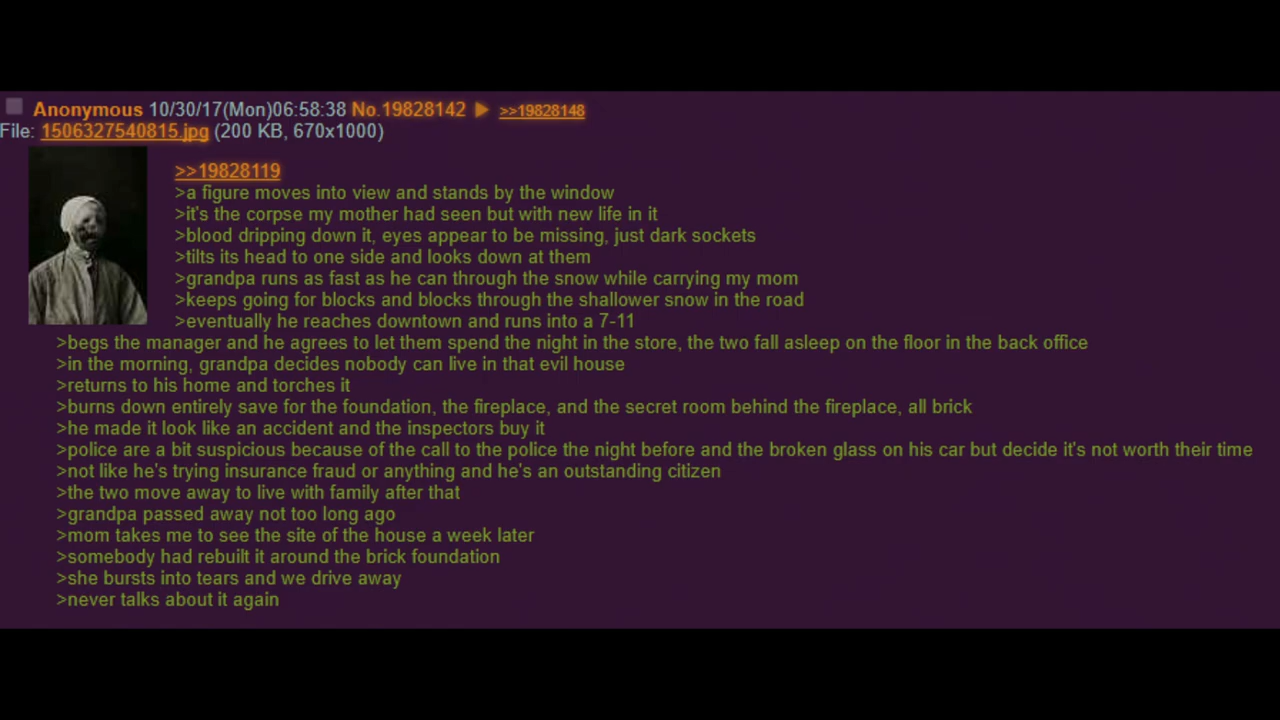 Anonymous 10/30/17(Mon)06:58:38 No.19828142 ▶ >>19828148
File: 1506327540815.jpg (200 KB, 670x1000)
>>19828119
>a figure moves into view and stands by the window
>it's the corpse my mother had seen but with new life in it
>blood dripping down it, eyes appear to be missing, just dark sockets
>tilts its head to one side and looks down at them
>grandpa runs as fast as he can through the snow while carrying my mom
>keeps going for blocks and blocks through the shallower snow in the road
>eventually he reaches downtown and runs into a 7-11
>begs the manager and he agrees to let them spend the night in the store, the two fall asleep on the floor in the back office
>in the morning, grandpa decides nobody can live in that evil house
>returns to his home and torches it
>burns down entirely save for the foundation, the fireplace, and the secret room behind the fireplace, all brick
>he made it look like an accident and the inspectors buy it
>police are a bit suspicious because of the call to the police the night before and the broken glass on his car but decide it's not worth their time
>not like he's trying insurance fraud or anything and he's an outstanding citizen
>the two move away to live with family after that
>grandpa passed away not too long ago
>mom takes me to see the site of the house a week later
>somebody had rebuilt it around the brick foundation
>she bursts into tears and we drive away
>never talks about it again